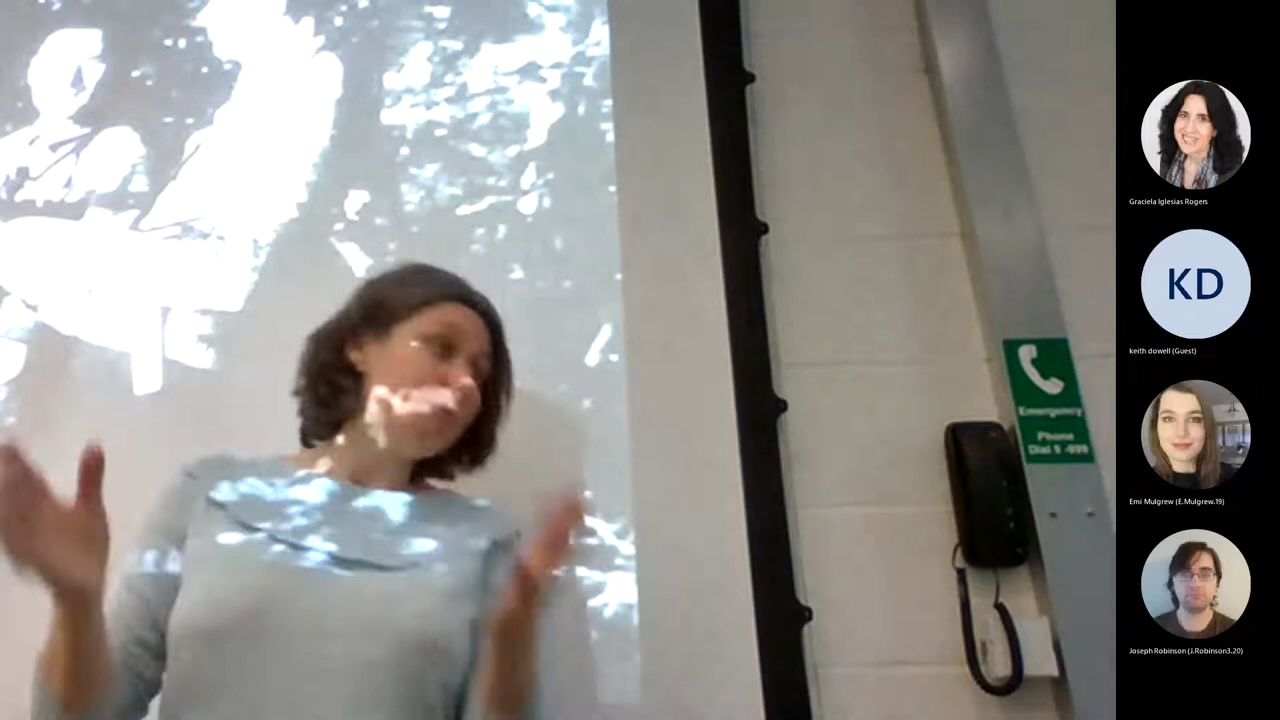 Emergency
Phone
Dial 9 -999
Graciela Iglesias Rogers
KD
keith dowell (Guest)
Emi Mulgrew (E.Mulgrew.19)
Joseph Robinson (J.Robinson3.20)